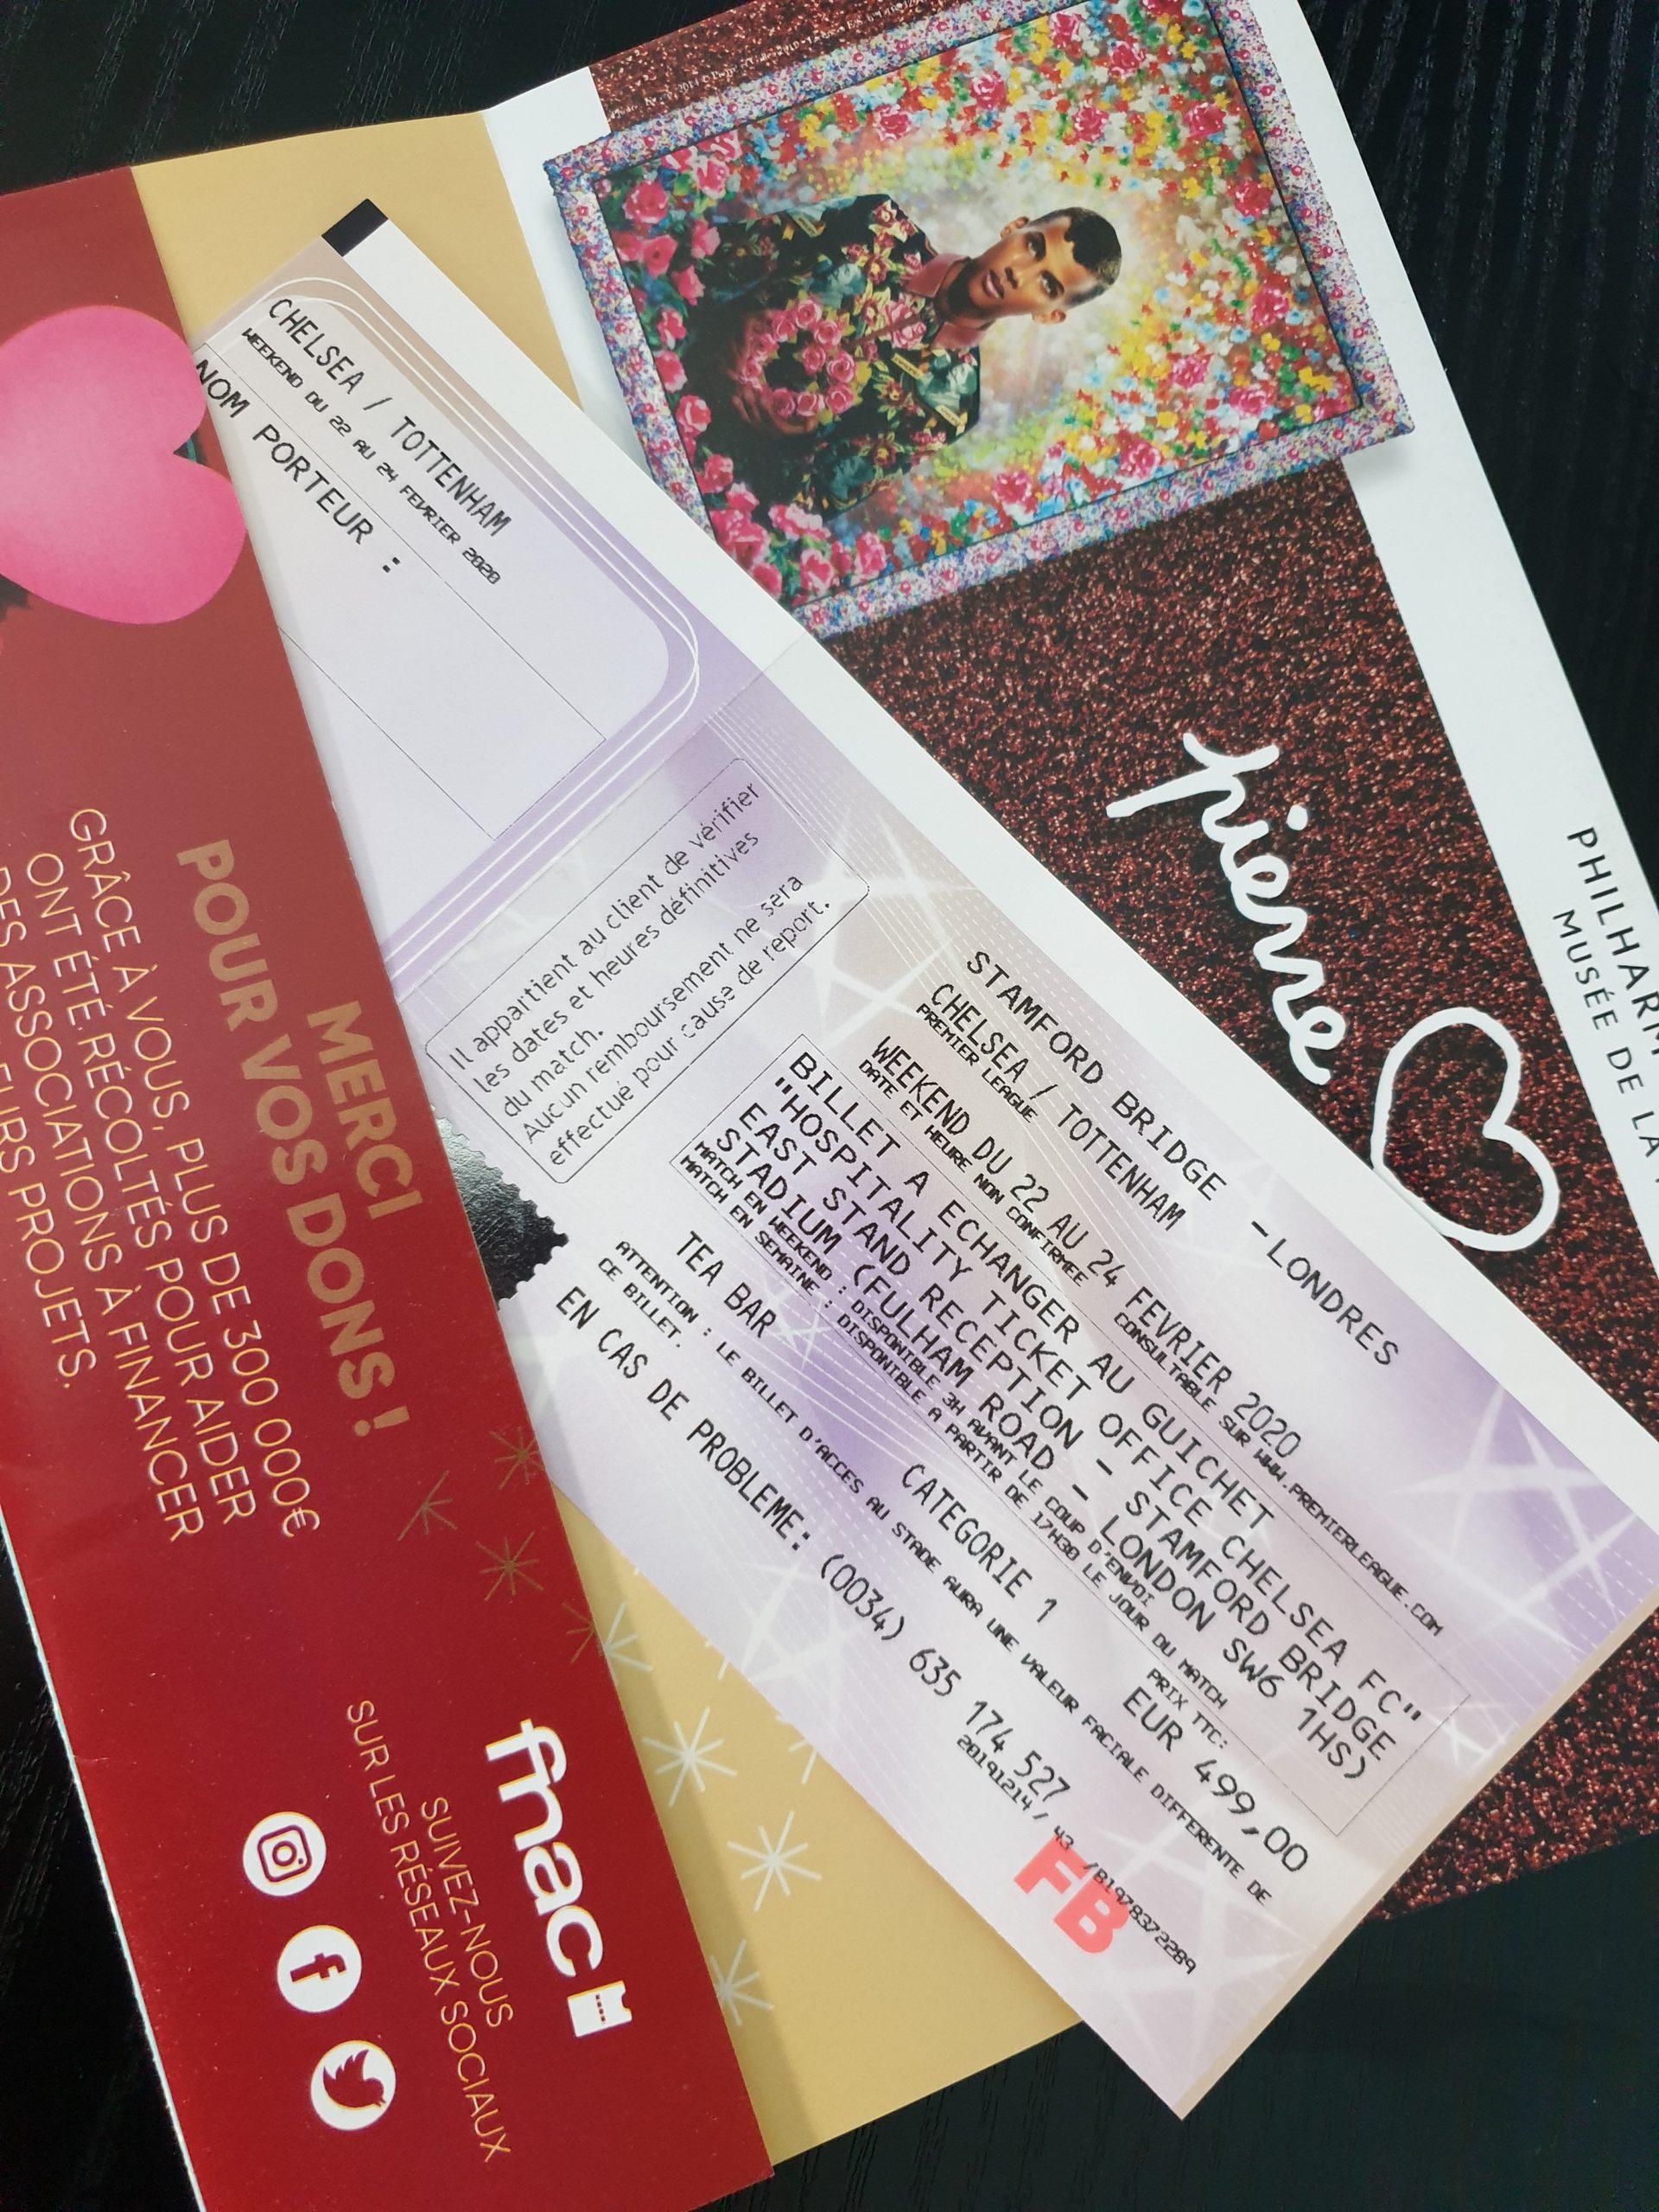 CHELSEA / TOTTENHAM
WEEKEND DU 22 AU 24 FEVRIER 2020
NOM PORTEUR :
Il appartient au client de vérifier
les dates et heures définitives
du match.
Aucun remboursement ne sera
effectué pour cause de report.
STAMFORD BRIDGE - LONDRES
CHELSEA / TOTTENHAM
PREMIER LEAGUE
WEEKEND DU 22 AU 24 FEVRIER 2020
DATE ET HEURE NON CONFIRMEE CONSULTABLE SUR WWW.PREMIERLEAGUE.COM
BILLET A ECHANGER AU GUICHET
"HOSPITALITY TICKET OFFICE CHELSEA FC"
EAST STAND RECEPTION - STAMFORD BRIDGE
STADIUM (FULHAM ROAD - LONDON SW6 1HS)
MATCH EN WEEKEND : DISPONIBLE 3H AVANT LE COUP D'ENVOI
MATCH EN SEMAINE : DISPONIBLE A PARTIR DE 17H30 LE JOUR DU MATCH
PRIX TTC:
TEA BAR CATEGORIE 1 EUR 499,00
ATTENTION : LE BILLET D'ACCES AU STADE AURA UNE VALEUR FACIALE DIFFERENTE DE
CE BILLET.
EN CAS DE PROBLEME: (0034) 635 174 527
20191214/ 43 /B1978372289
FB
MERCI
POUR VOS DONS !
GRÂCE À VOUS, PLUS DE 300 000€
ONT ÉTÉ RÉCOLTÉS POUR AIDER
DES ASSOCIATIONS À FINANCER
LEURS PROJETS.
fnac
SUIVEZ-NOUS
SUR LES RÉSEAUX SOCIAUX
pierre
PHILHARM
MUSÉE DE LA